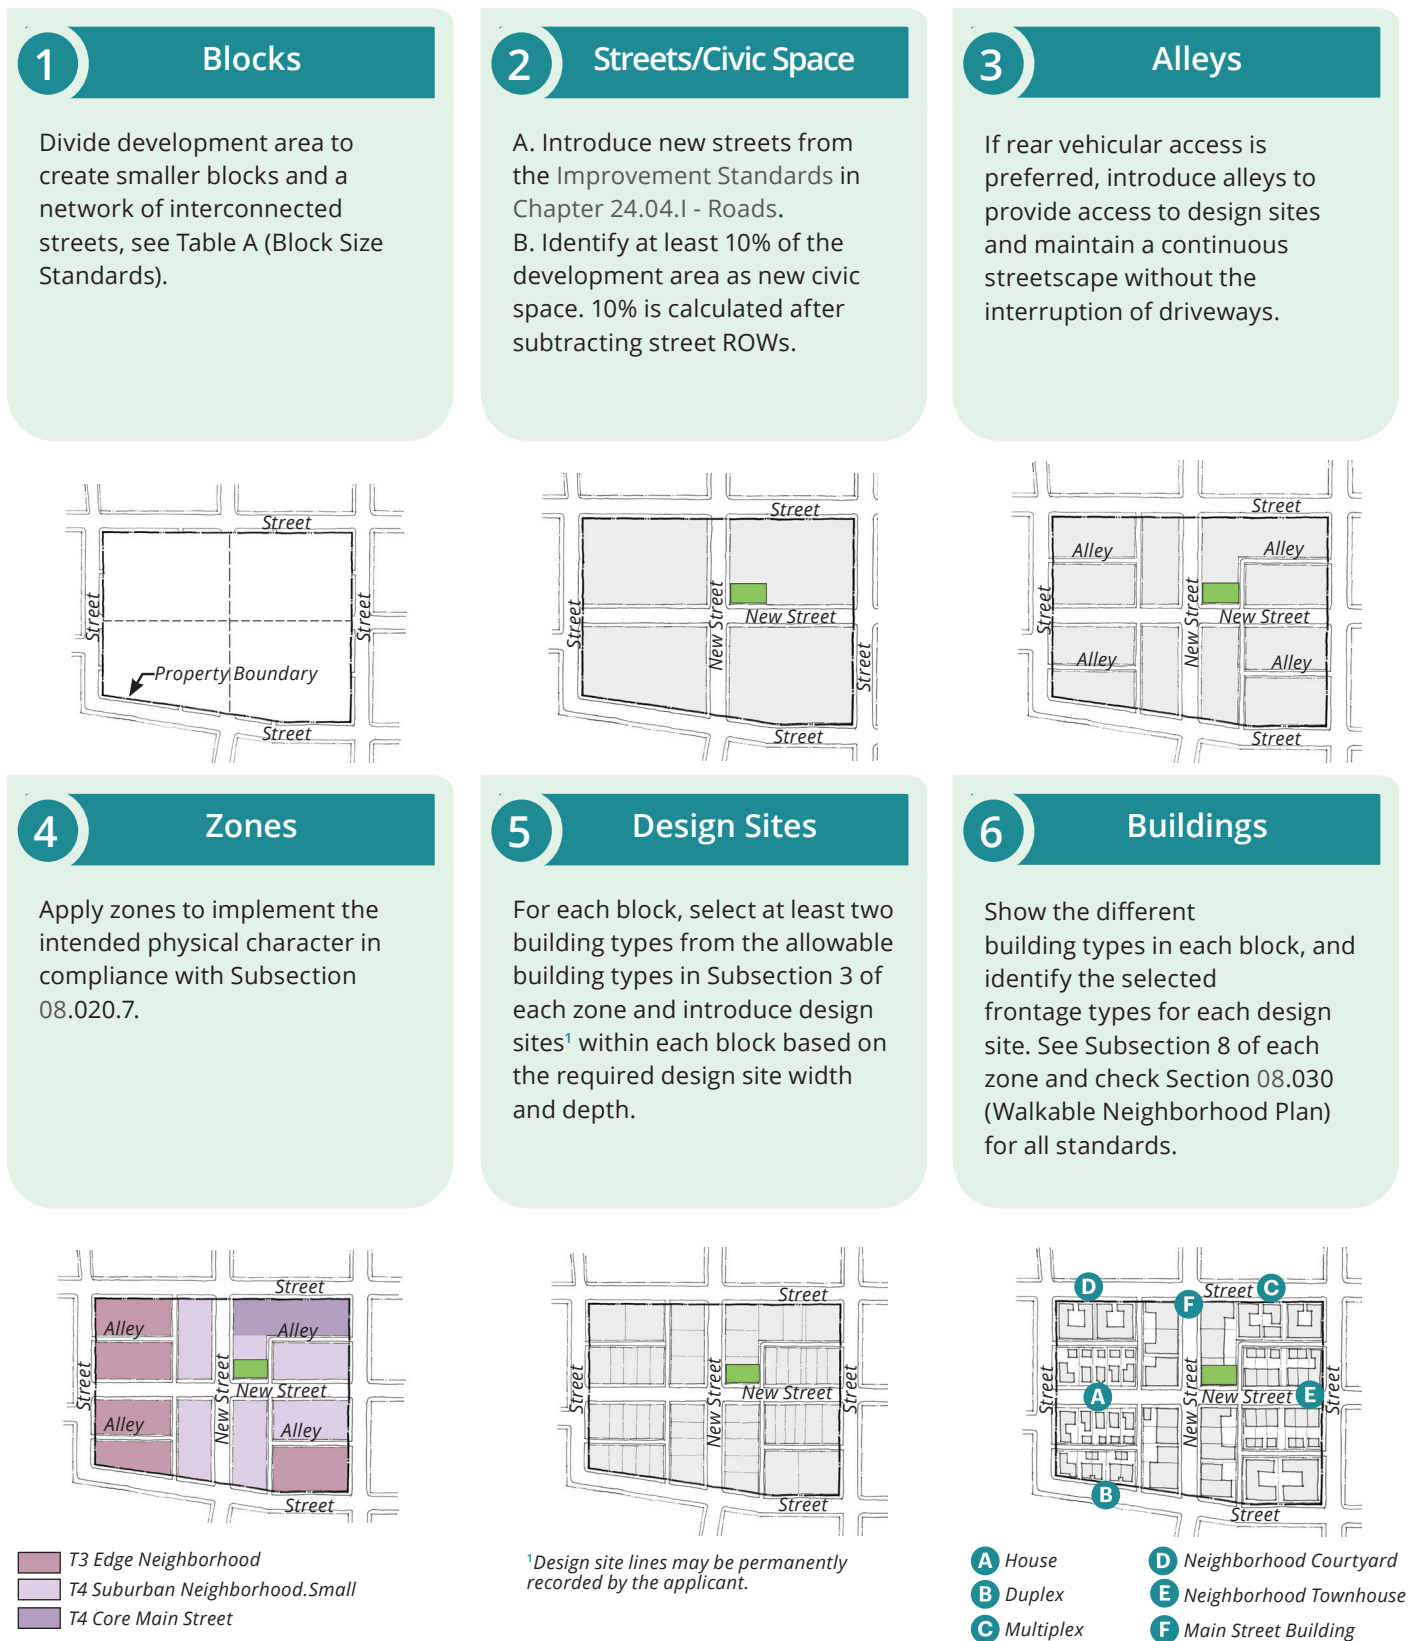 1
Blocks
Divide development area to
create smaller blocks and a
network of interconnected
streets, see Table A (Block Size
Standards).
2
Streets/Civic Space
A. Introduce new streets from
the Improvement Standards in
Chapter 24.04.I - Roads.
B. Identify at least 10% of the
development area as new civic
space. 10% is calculated after
subtracting street ROWs.
3
Alleys
If rear vehicular access is
preferred, introduce alleys to
provide access to design sites
and maintain a continuous
streetscape without the
interruption of driveways.
Street
Street
Street
Property Boundary
Street
Street
Street
New Street
New Street
Street
Street
Street
Alley
Alley
Street
New Street
New Street
Alley
Alley
Street
4
Zones
Apply zones to implement the
intended physical character in
compliance with Subsection
08.020.7.
5
Design Sites
For each block, select at least two
building types from the allowable
building types in Subsection 3 of
each zone and introduce design
sites¹ within each block based on
the required design site width
and depth.
6
Buildings
Show the different
building types in each block, and
identify the selected
frontage types for each design
site. See Subsection 8 of each
zone and check Section 08.030
(Walkable Neighborhood Plan)
for all standards.
Street
Alley
Alley
Street
New Street
New Street
Street
Alley
Alley
Street
T3 Edge Neighborhood
T4 Suburban Neighborhood.Small
T4 Core Main Street
Street
Street
New Street
New Street
Street
Street
¹Design site lines may be permanently
recorded by the applicant.
D
F
Street
C
Street
New Street
New Street
Street
A
E
B
Street
A House
B Duplex
C Multiplex
D Neighborhood Courtyard
E Neighborhood Townhouse
F Main Street Building